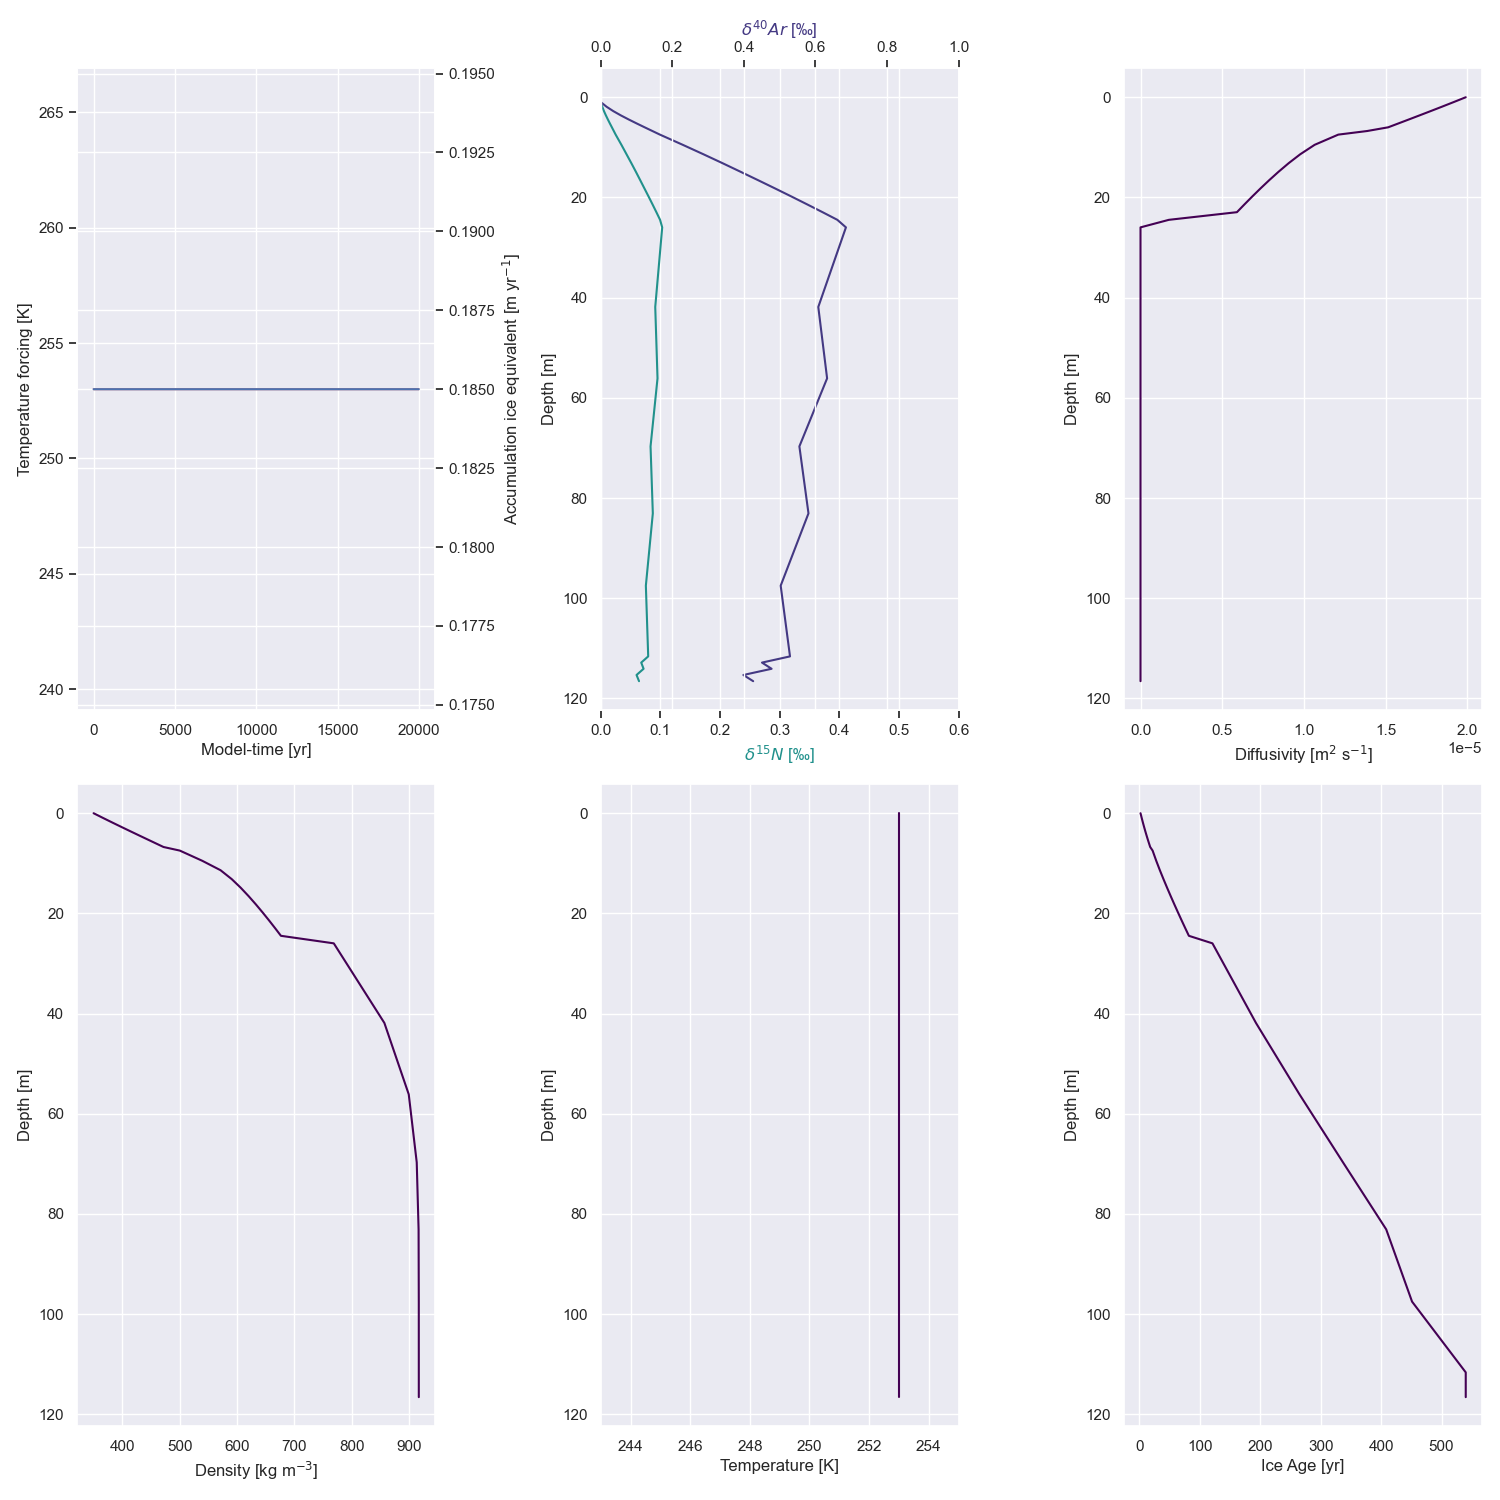 δ⁴⁰Ar [‰]
0.0 0.2 0.4 0.6 0.8 1.0
Temperature forcing [K]
265
260
255
250
245
240
0 5000 10000 15000 20000
Model-time [yr]
0.1950
0.1925
0.1900
0.1875
0.1850
0.1825
0.1800
0.1775
0.1750
Accumulation ice equivalent [m yr⁻¹]
Depth [m]
0
20
40
60
80
100
120
0.0 0.1 0.2 0.3 0.4 0.5 0.6
δ¹⁵N [‰]
Depth [m]
0
20
40
60
80
100
120
0.0 0.5 1.0 1.5 2.0
1e−5
Diffusivity [m² s⁻¹]
Depth [m]
0
20
40
60
80
100
120
400 500 600 700 800 900
Density [kg m⁻³]
Depth [m]
0
20
40
60
80
100
120
244 246 248 250 252 254
Temperature [K]
Depth [m]
0
20
40
60
80
100
120
0 100 200 300 400 500
Ice Age [yr]